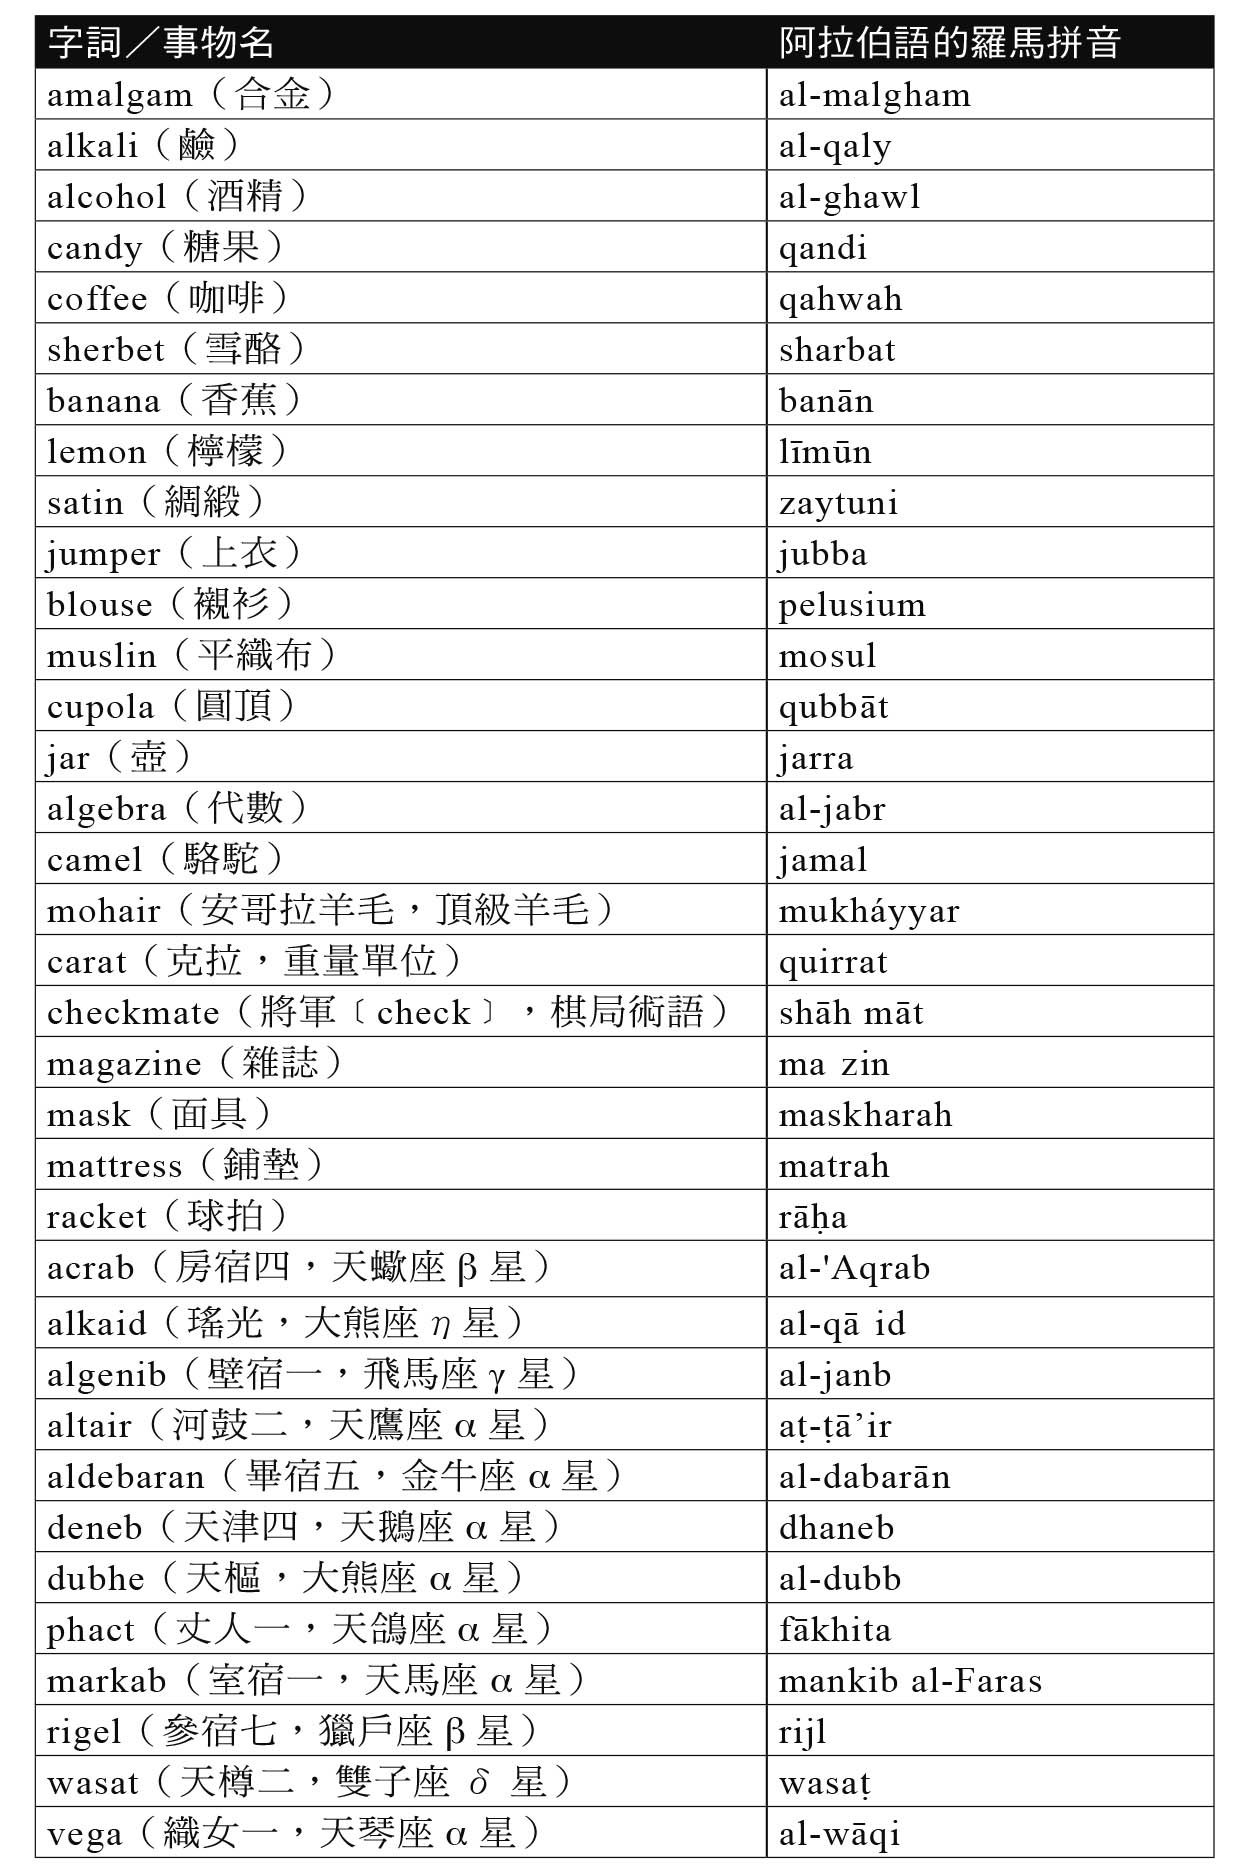 字詞／事物名	阿拉伯語的羅馬拼音
amalgam（合金）	al-malgham
alkali（鹼）	al-qaly
alcohol（酒精）	al-ghawl
candy（糖果）	qandi
coffee（咖啡）	qahwah
sherbet（雪酪）	sharbat
banana（香蕉）	banān
lemon（檸檬）	līmūn
satin（綢緞）	zaytuni
jumper（上衣）	jubba
blouse（襯衫）	pelusium
muslin（平織布）	mosul
cupola（圓頂）	qubbāt
jar（壺）	jarra
algebra（代數）	al-jabr
camel（駱駝）	jamal
mohair（安哥拉羊毛，頂級羊毛）	mukháyyar
carat（克拉，重量單位）	quirrat
checkmate（將軍﹝check﹞，棋局術語）	shāh māt
magazine（雜誌）	ma zin
mask（面具）	maskharah
mattress（鋪墊）	matrah
racket（球拍）	rāḥa
acrab（房宿四，天蠍座 β 星）	al-'Aqrab
alkaid（瑤光，大熊座 η 星）	al-qā id
algenib（壁宿一，飛馬座 γ 星）	al-janb
altair（河鼓二，天鷹座 α 星）	aṭ-ṭā’ir
aldebaran（畢宿五，金牛座 α 星）	al-dabarān
deneb（天津四，天鵝座 α 星）	dhaneb
dubhe（天樞，大熊座 α 星）	al-dubb
phact（丈人一，天鴿座 α 星）	fākhita
markab（室宿一，天馬座 α 星）	mankib al-Faras
rigel（參宿七，獵戶座 β 星）	rijl
wasat（天樽二，雙子座 δ 星）	wasaṭ
vega（織女一，天琴座 α 星）	al-wāqi